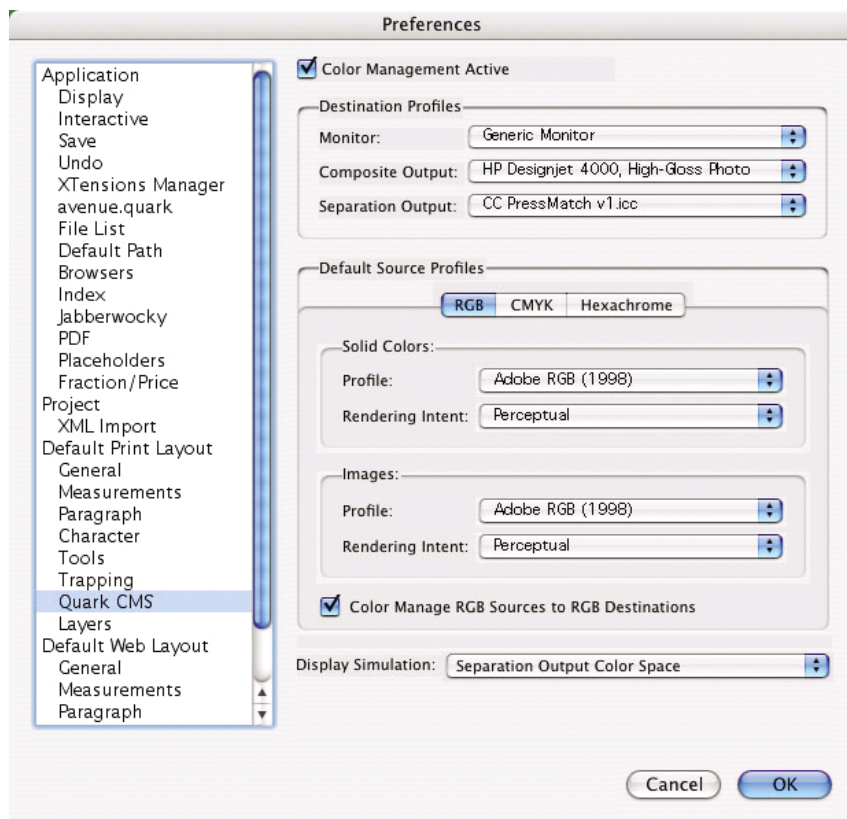 Preferences
Application
Display
Interactive
Save
Undo
XTensions Manager
avenue.quark
File List
Default Path
Browsers
Index
Jabberwocky
PDF
Placeholders
Fraction/Price
Project
XML Import
Default Print Layout
General
Measurements
Paragraph
Character
Tools
Trapping
Quark CMS
Layers
Default Web Layout
General
Measurements
Paragraph
Color Management Active
Destination Profiles
Monitor: Generic Monitor
Composite Output: HP Designjet 4000, High-Gloss Photo
Separation Output: CC PressMatch v1.icc
Default Source Profiles
RGB CMYK Hexachrome
Solid Colors:
Profile: Adobe RGB (1998)
Rendering Intent: Perceptual
Images:
Profile: Adobe RGB (1998)
Rendering Intent: Perceptual
Color Manage RGB Sources to RGB Destinations
Display Simulation: Separation Output Color Space
Cancel OK